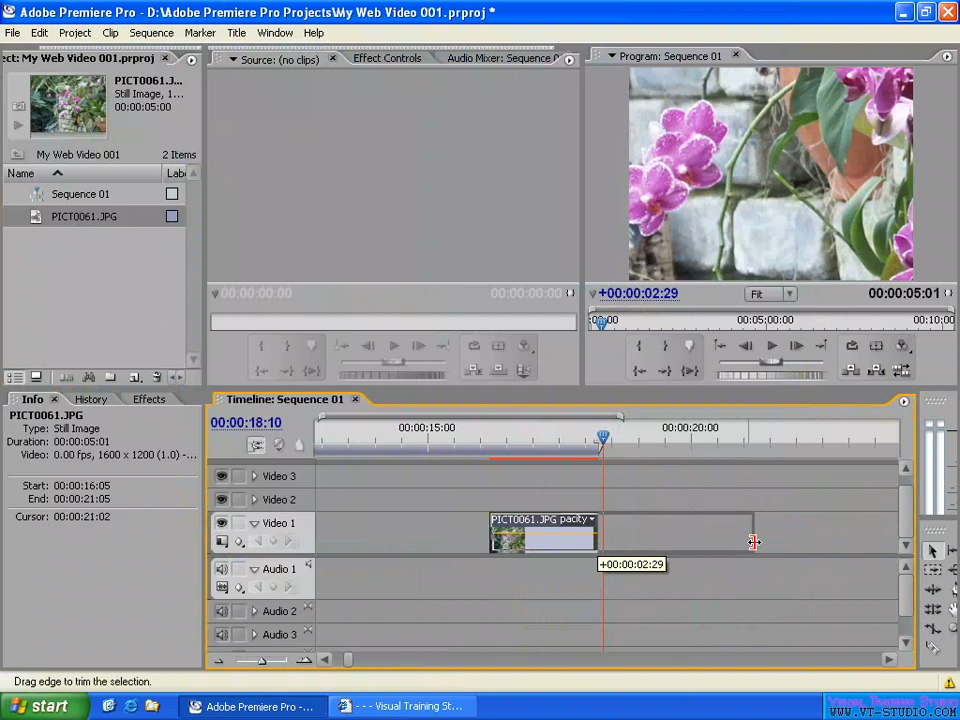 Adobe Premiere Pro - D:\Adobe Premiere Pro Projects\My Web Video 001.prproj *
File Edit Project Clip Sequence Marker Title Window Help
ect: My Web Video 001.prproj
PICT0061.J...
Still Image, 1...
00:00:05:00
My Web Video 001 2 Items
Name Labe
Sequence 01
PICT0061.JPG
Source: (no clips) Effect Controls Audio Mixer: Sequence 0
00:00:00:00 00:00:00:00
Program: Sequence 01
+00:00:02:29 Fit 00:00:05:01
:00:00 00:05:00:00 00:10:0
Info History Effects
PICT0061.JPG
Type: Still Image
Duration: 00:00:05:01
Video: 0.00 fps, 1600 x 1200 (1.0) -...
Start: 00:00:16:05
End: 00:00:21:05
Cursor: 00:00:21:02
Timeline: Sequence 01
00:00:18:10 00:00:15:00 00:00:20:00
Video 3
Video 2
Video 1
PICT0061.JPG pacity
+00:00:02:29
Audio 1
Audio 2
Audio 3
Drag edge to trim the selection.
start Adobe Premiere Pro -... - - - Visual Training St...
Visual Training Studio
www.VT-STUDIO.com